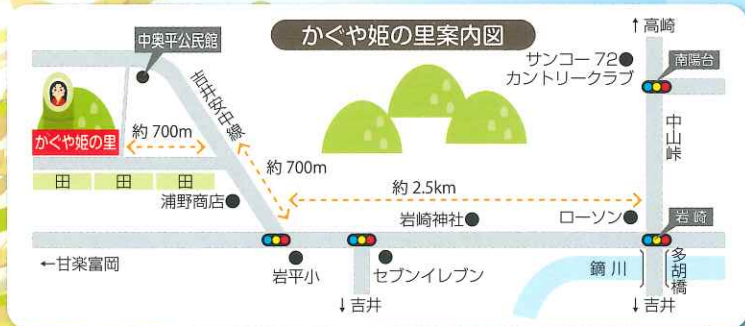 かぐや姫の里案内図
↑高崎
中奥平公民館
サンコー72
カントリークラブ
南陽台
吉井安中線
中山峠
かぐや姫の里
約700m
約700m
田 田 田
約2.5km
浦野商店
岩崎神社
ローソン
岩崎
←甘楽富岡
岩平小
セブンイレブン
鏑川
多胡橋
↓吉井
↓吉井